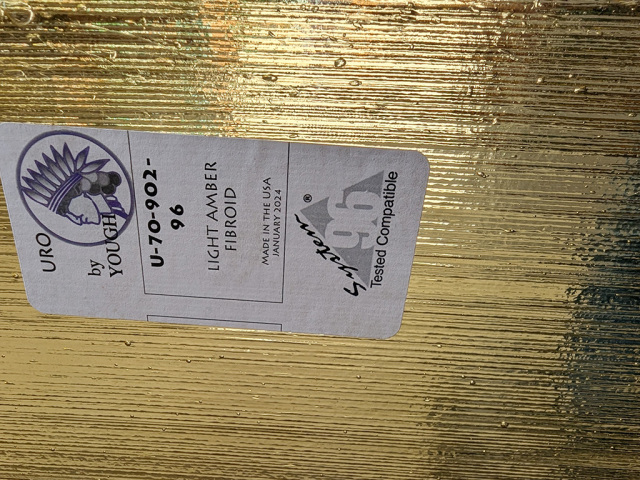 URO
by
YOUGH
U-70-902-
96
LIGHT AMBER
FIBROID
MADE IN THE USA
JANUARY 2024
System ®
96
Tested Compatible